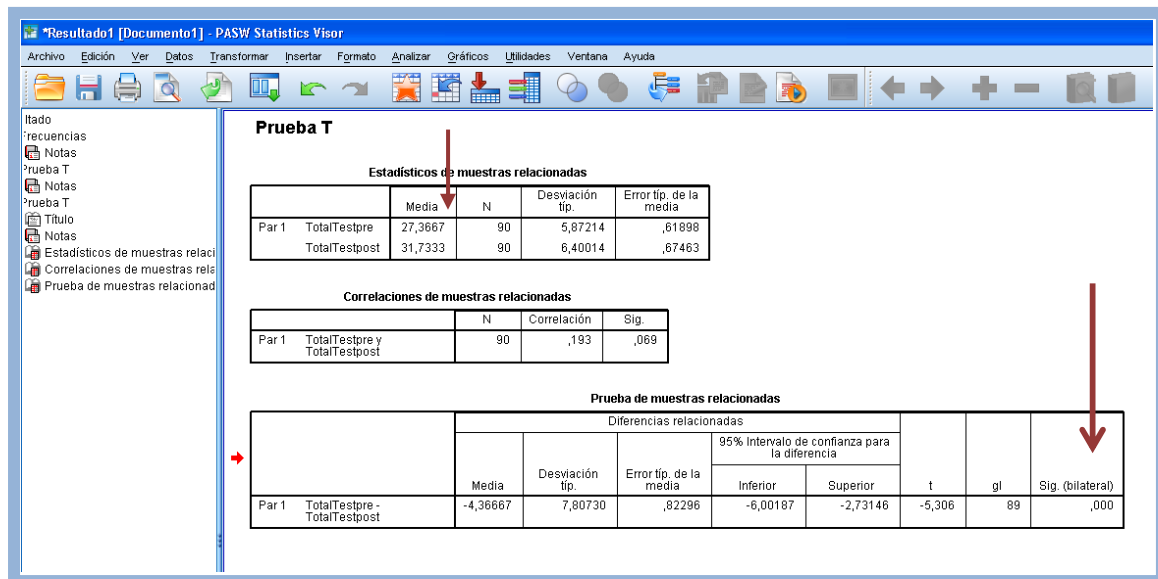 *Resultado1 [Documento1] - PASW Statistics Visor
Archivo Edición Ver Datos Transformar Insertar Formato Analizar Gráficos Utilidades Ventana Ayuda
ltado
recuencias
Notas
rueba T
Notas
rueba T
Título
Notas
Estadísticos de muestras relaci
Correlaciones de muestras rela
Prueba de muestras relacionad
Prueba T
Estadísticos de muestras relacionadas
Media N Desviación típ. Error típ. de la media
Par 1 TotalTestpre 27,3667 90 5,87214 ,61898
TotalTestpost 31,7333 90 6,40014 ,67463
Correlaciones de muestras relacionadas
N Correlación Sig.
Par 1 TotalTestpre y TotalTestpost 90 ,193 ,069
Prueba de muestras relacionadas
Diferencias relacionadas
95% Intervalo de confianza para la diferencia
Media Desviación típ. Error típ. de la media Inferior Superior t gl Sig. (bilateral)
Par 1 TotalTestpre - TotalTestpost -4,36667 7,80730 ,82296 -6,00187 -2,73146 -5,306 89 ,000